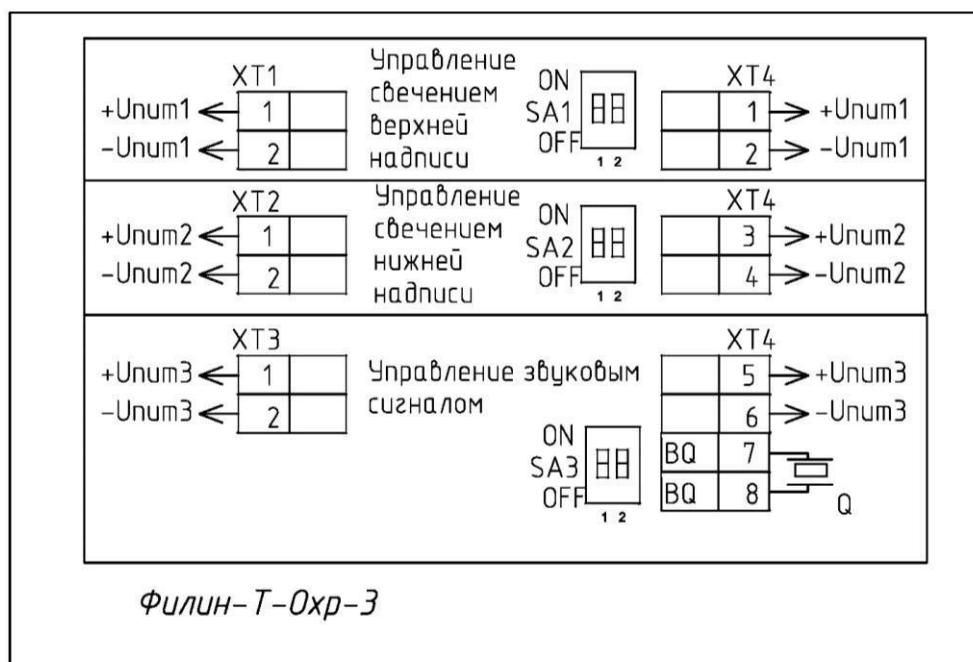 XT1
Управление
свечением
верхней
надписи
ON
SA1
OFF
1 2
XT4
+Uпит1
1
1
+Uпит1
-Uпит1
2
2
-Uпит1
XT2
Управление
свечением
нижней
надписи
ON
SA2
OFF
1 2
XT4
+Uпит2
1
3
+Uпит2
-Uпит2
2
4
-Uпит2
XT3
Управление звуковым
сигналом
XT4
+Uпит3
1
5
+Uпит3
-Uпит3
2
6
-Uпит3
ON
SA3
OFF
1 2
BQ 7
BQ 8
Q
Филин-Т-Охр-3